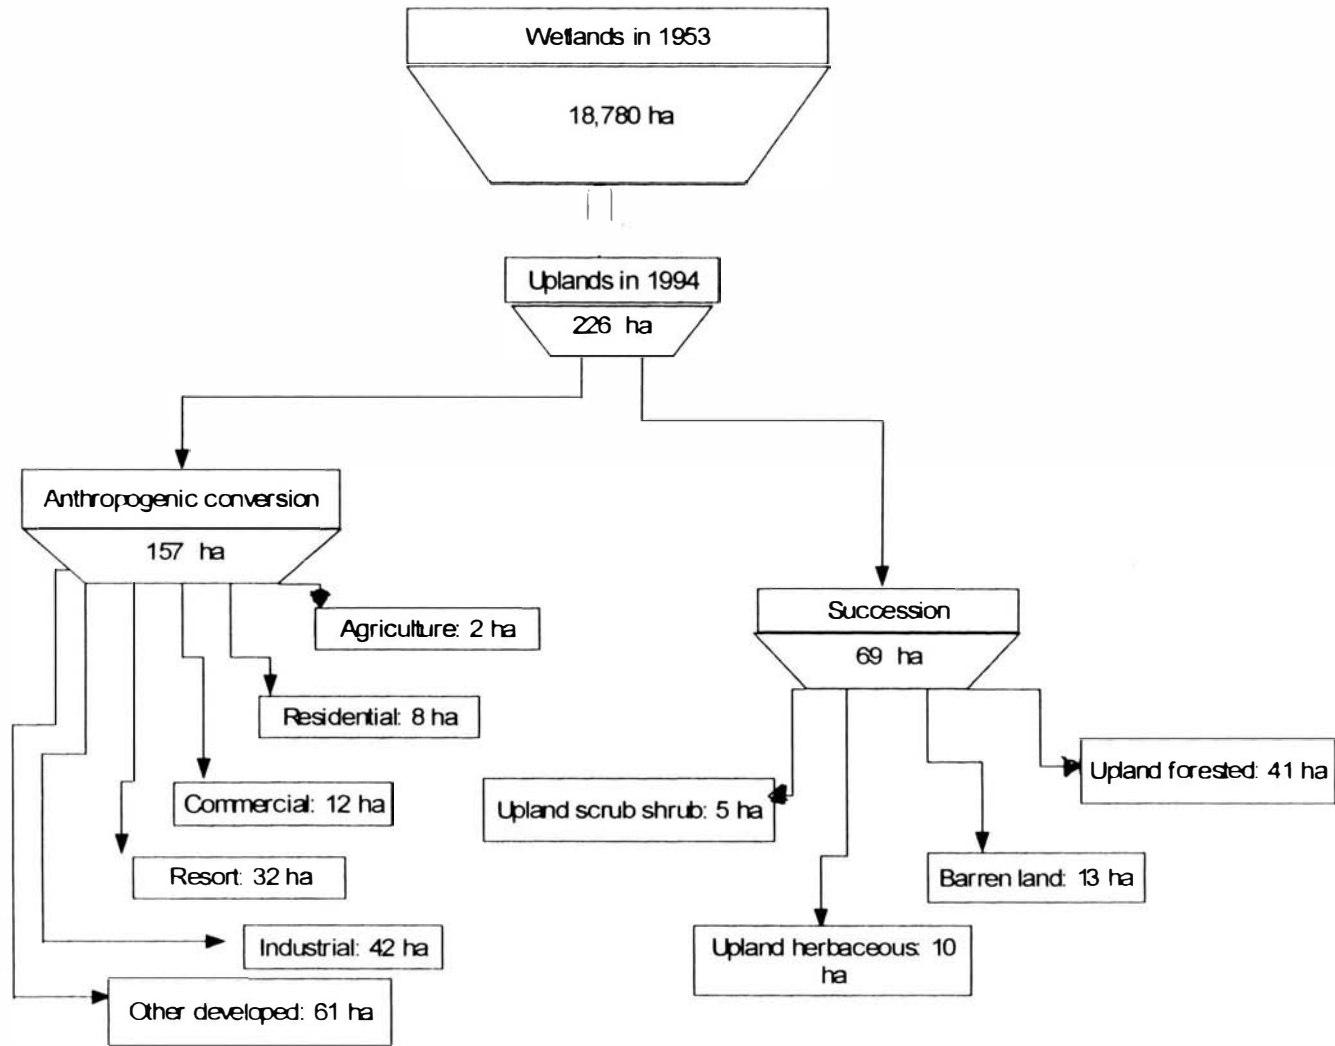 Wetlands in 1953
18,780 ha
Uplands in 1994
226 ha
Anthropogenic conversion
157 ha
Agriculture: 2 ha
Residential: 8 ha
Commercial: 12 ha
Resort: 32 ha
Industrial: 42 ha
Other developed: 61 ha
Succession
69 ha
Upland forested: 41 ha
Upland scrub shrub: 5 ha
Barren land: 13 ha
Upland herbaceous: 10
ha